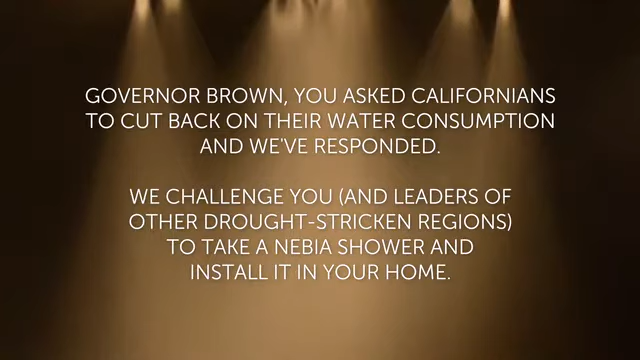 GOVERNOR BROWN, YOU ASKED CALIFORNIANS
TO CUT BACK ON THEIR WATER CONSUMPTION
AND WE'VE RESPONDED.
WE CHALLENGE YOU (AND LEADERS OF
OTHER DROUGHT-STRICKEN REGIONS)
TO TAKE A NEBIA SHOWER AND
INSTALL IT IN YOUR HOME.